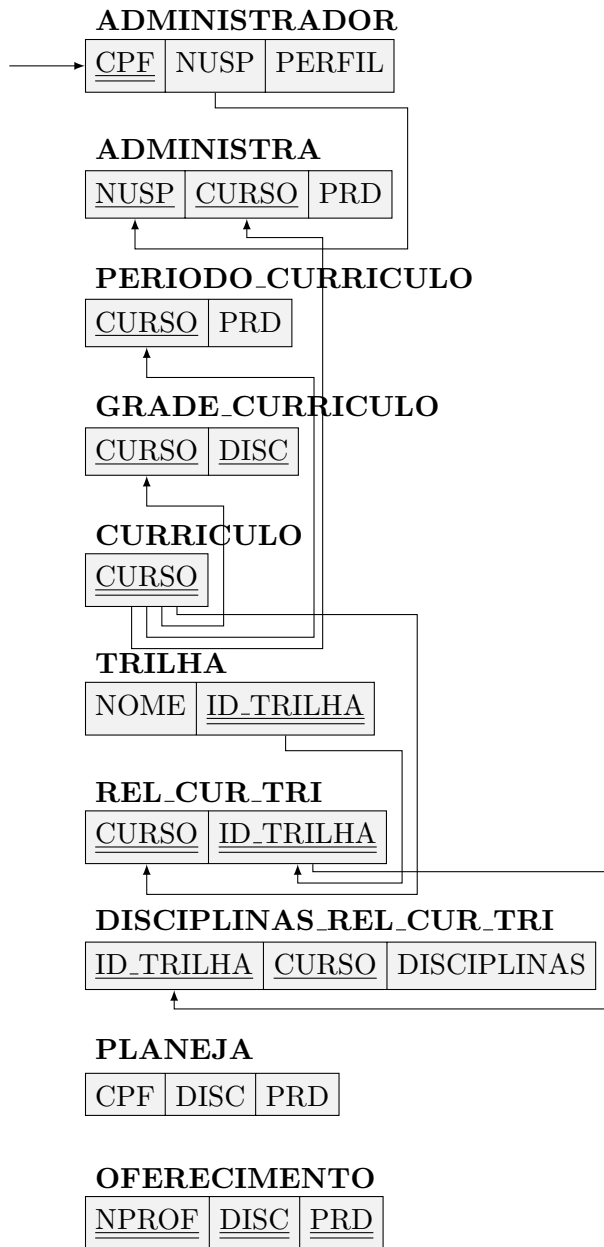 ADMINISTRADOR
CPF NUSP PERFIL
ADMINISTRA
NUSP CURSO PRD
PERIODO_CURRICULO
CURSO PRD
GRADE_CURRICULO
CURSO DISC
CURRICULO
CURSO
TRILHA
NOME ID_TRILHA
REL_CUR_TRI
CURSO ID_TRILHA
DISCIPLINAS_REL_CUR_TRI
ID_TRILHA CURSO DISCIPLINAS
PLANEJA
CPF DISC PRD
OFERECIMENTO
NPROF DISC PRD